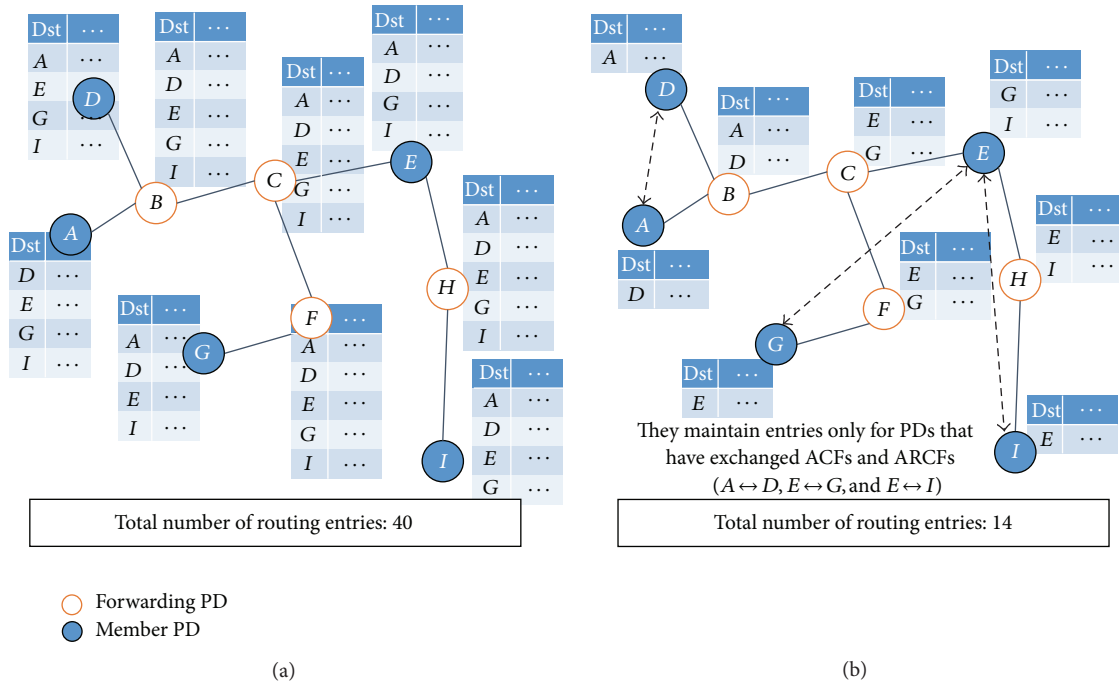 Dst ···
A ···
E
G ···
I ···
D
Dst ···
A ···
D ···
E ···
G ···
I ···
Dst ···
A ···
D ···
E ···
G ···
I ···
Dst ···
A ···
D ···
G ···
I ···
E
B
C
A
Dst ···
D ···
E ···
G ···
I ···
Dst ···
A ···
D ···
E ···
G ···
I ···
H
Dst ···
A ···
D ···
E ···
I ···
G
F
···
A ···
D ···
E ···
G ···
I ···
Dst ···
A ···
D ···
E ···
G ···
I
Total number of routing entries: 40
Forwarding PD
Member PD
(a)
Dst ···
A ···
D
Dst ···
A ···
D ···
B
Dst ···
E ···
G ···
C
Dst ···
G ···
I ···
E
A
Dst ···
D ···
Dst ···
E ···
I ···
H
Dst ···
E ···
G ···
F
G
Dst ···
E ···
Dst ···
E ···
I
They maintain entries only for PDs that
have exchanged ACFs and ARCFs
(A ↔ D, E ↔ G, and E ↔ I)
Total number of routing entries: 14
(b)